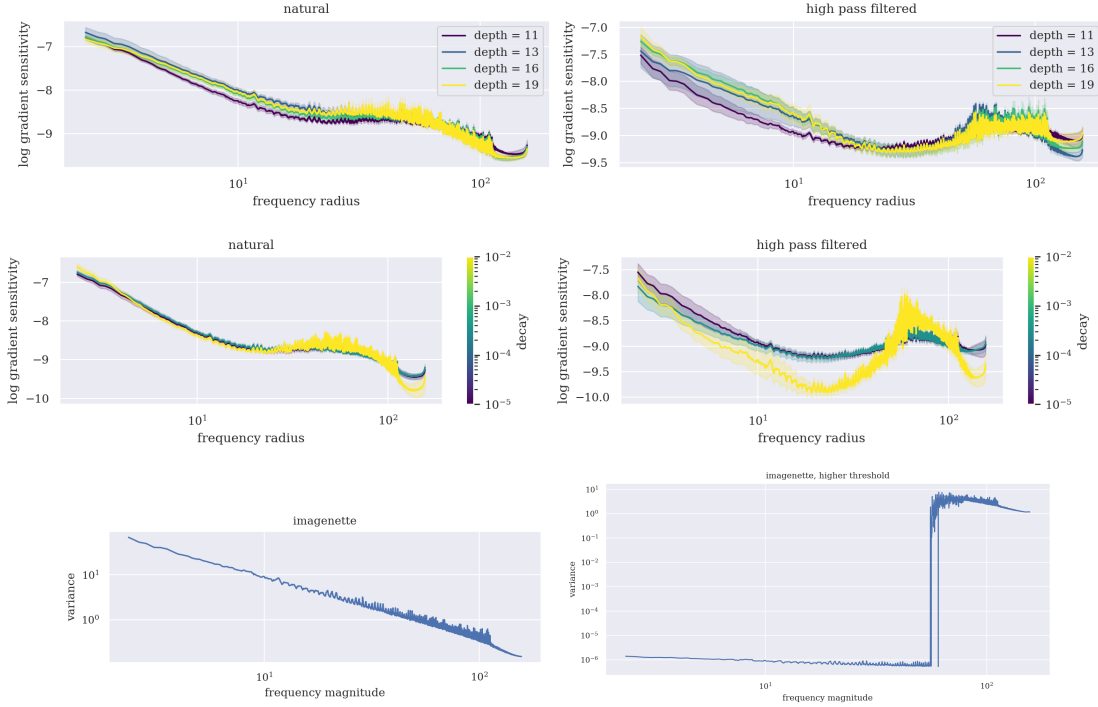 natural
log gradient sensitivity
−7
−8
−9
depth = 11
depth = 13
depth = 16
depth = 19
10¹
10²
frequency radius
high pass filtered
log gradient sensitivity
−7.0
−7.5
−8.0
−8.5
−9.0
−9.5
depth = 11
depth = 13
depth = 16
depth = 19
10¹
10²
frequency radius
natural
log gradient sensitivity
−7
−8
−9
−10
10¹
10²
frequency radius
10⁻²
10⁻³
10⁻⁴
10⁻⁵
decay
high pass filtered
log gradient sensitivity
−7.5
−8.0
−8.5
−9.0
−9.5
−10.0
10¹
10²
frequency radius
10⁻²
10⁻³
10⁻⁴
10⁻⁵
decay
imagenette
variance
10¹
10⁰
10¹
10²
frequency magnitude
imagenette, higher threshold
variance
10¹
10⁰
10⁻¹
10⁻²
10⁻³
10⁻⁴
10⁻⁵
10⁻⁶
10¹
10²
frequency magnitude